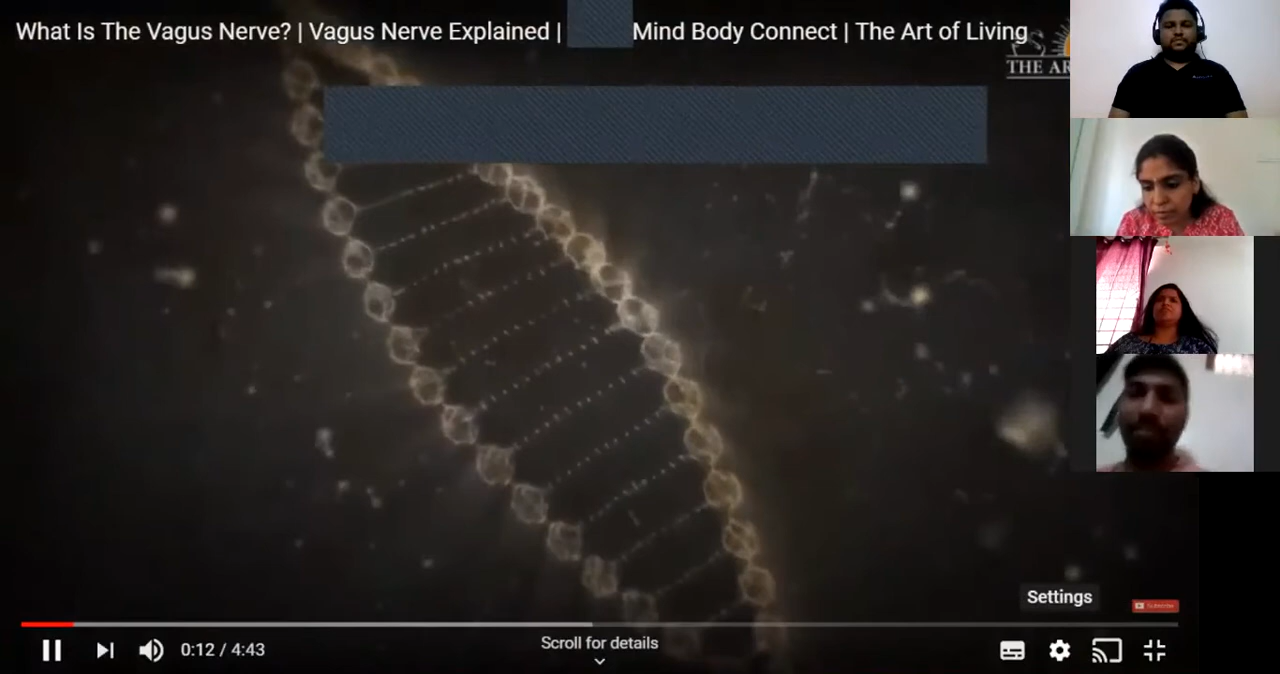 What Is The Vagus Nerve? | Vagus Nerve Explained | Mind Body Connect | The Art of Living
THE AR
Settings
Subscribe
0:12 / 4:43
Scroll for details